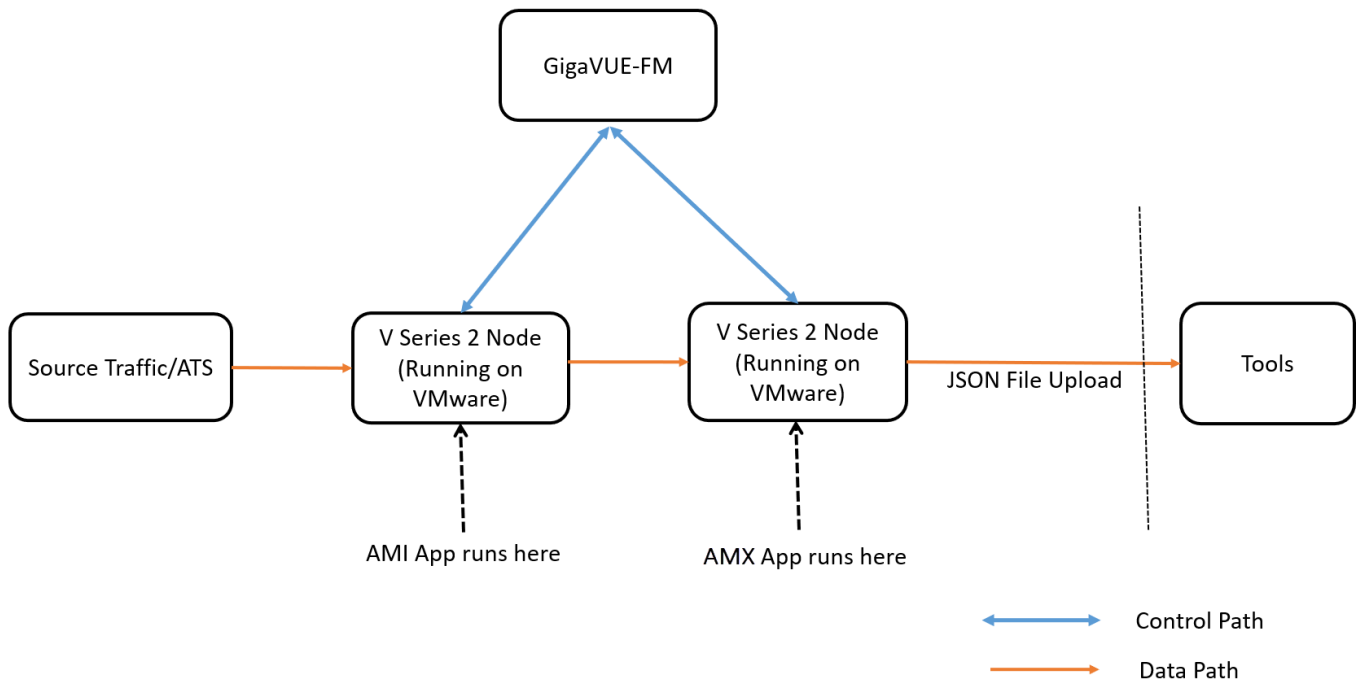 GigaVUE-FM
Source Traffic/ATS
V Series 2 Node
(Running on
VMware)
V Series 2 Node
(Running on
VMware)
JSON File Upload
Tools
AMI App runs here
AMX App runs here
Control Path
Data Path